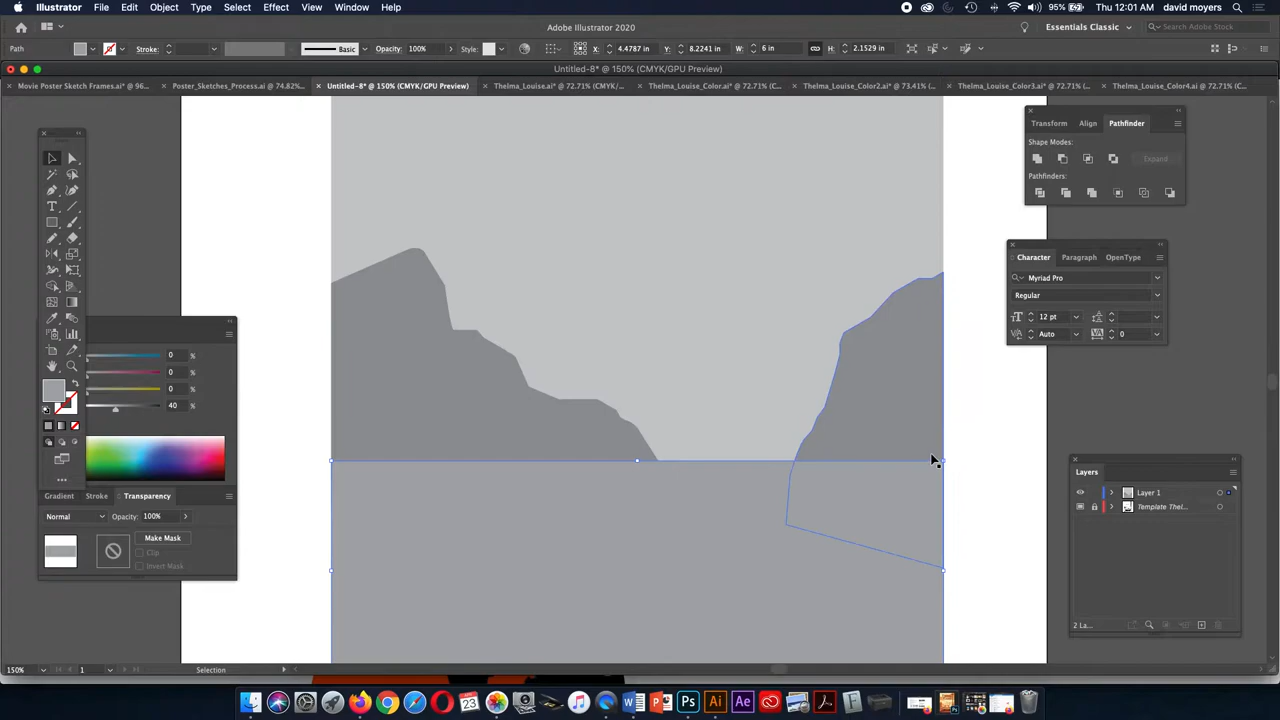 Illustrator File Edit Object Type Select Effect View Window Help 95% Thu 12:01 AM david moyers
Adobe Illustrator 2020 Essentials Classic Search Adobe Stock
Path Stroke: Basic Opacity: 100% Style: X: 4.4787 in Y: 8.2241 in W: 6 in H: 2.1529 in
Untitled-8* @ 150% (CMYK/GPU Preview)
Movie Poster Sketch Frames.ai* @ 96... Poster_Sketches_Process.ai @ 74.82%... Untitled-8* @ 150% (CMYK/GPU Preview) Thelma_Louise.ai* @ 72.71% (CMYK/... Thelma_Louise_Color.ai* @ 72.71% (C... Thelma_Louise_Color2.ai* @ 73.41% (... Thelma_Louise_Color3.ai* @ 72.71% (... Thelma_Louise_Color4.ai* @ 72.71% (C...
Transform Align Pathfinder
Shape Modes:
Expand
Pathfinders:
Character Paragraph OpenType
Myriad Pro
Regular
12 pt
Auto 0
0 %
0 %
0 %
40 %
Gradient Stroke Transparency
Normal Opacity: 100%
Make Mask
Clip
Invert Mask
Layers
Layer 1
Template Thel...
2 La...
150% 1 Selection